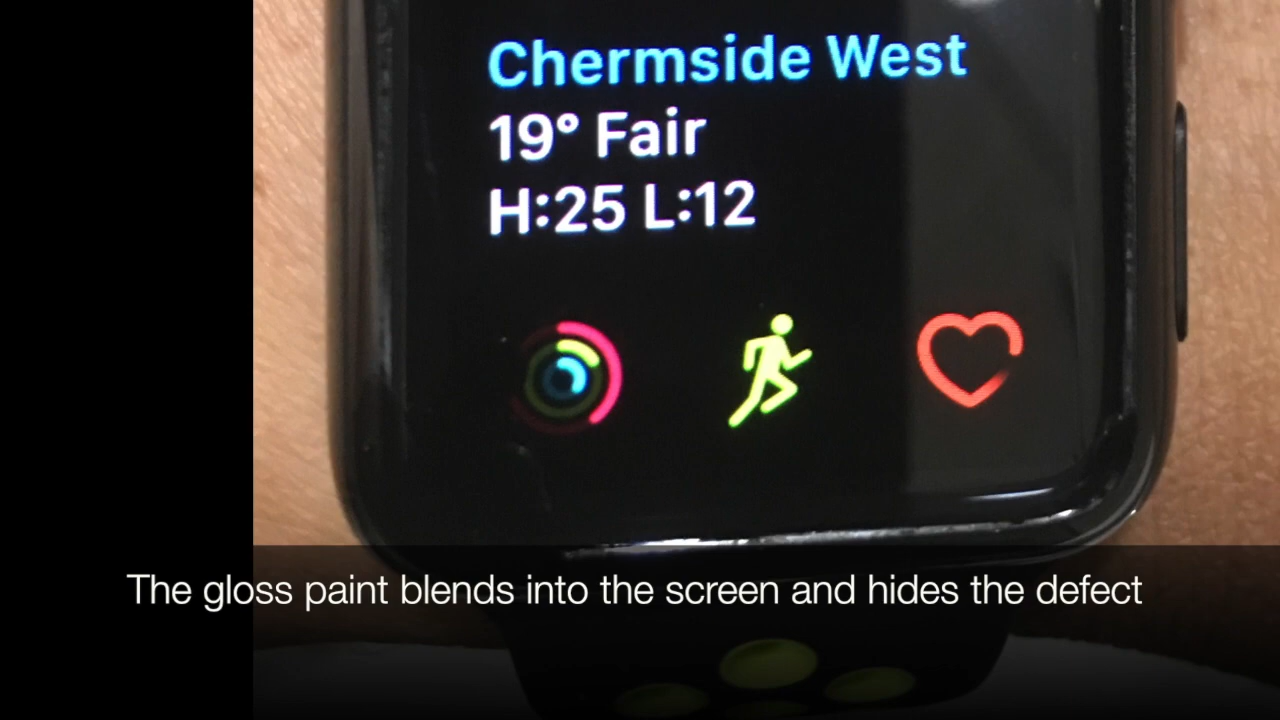 Chermside West
19° Fair
H:25 L:12
The gloss paint blends into the screen and hides the defect